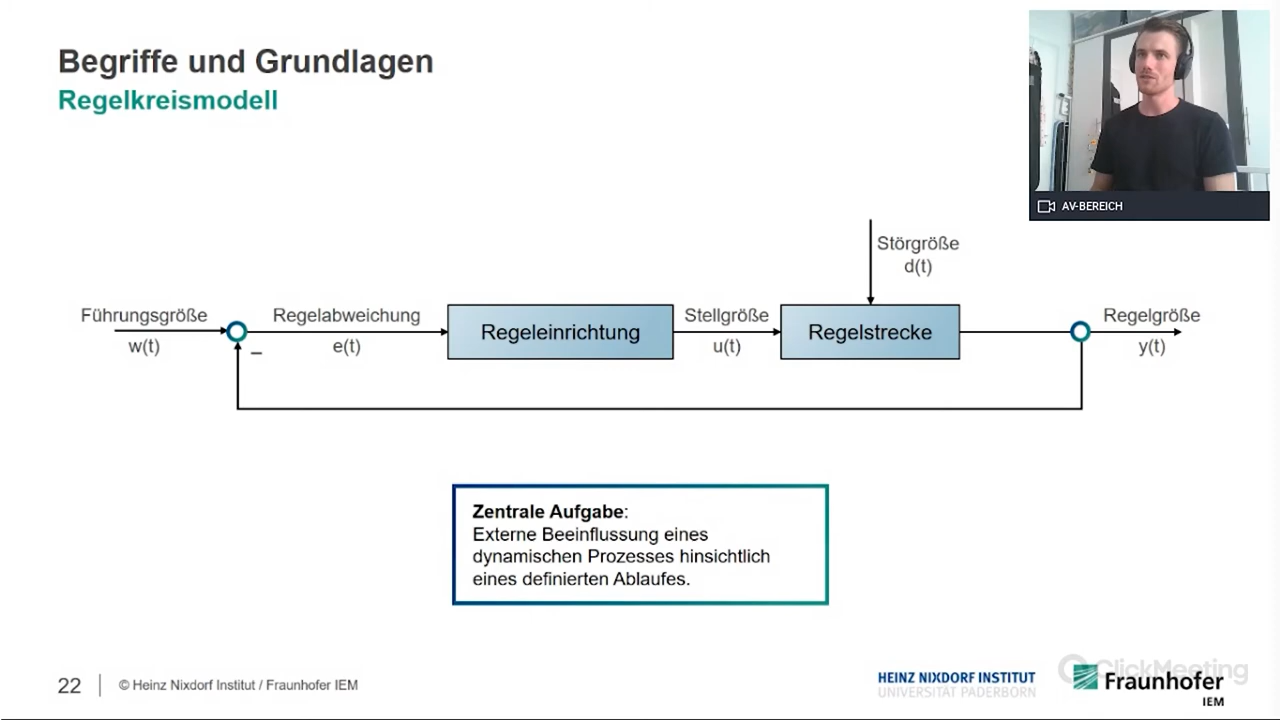 Begriffe und Grundlagen
Regelkreismodell
AV-BEREICH
Störgröße
d(t)
Führungsgröße
w(t)
–
Regelabweichung
e(t)
Regeleinrichtung
Stellgröße
u(t)
Regelstrecke
Regelgröße
y(t)
Zentrale Aufgabe:
Externe Beeinflussung eines
dynamischen Prozesses hinsichtlich
eines definierten Ablaufes.
22
© Heinz Nixdorf Institut / Fraunhofer IEM
HEINZ NIXDORF INSTITUT
UNIVERSITÄT PADERBORN
ClickMeeting
Fraunhofer
IEM